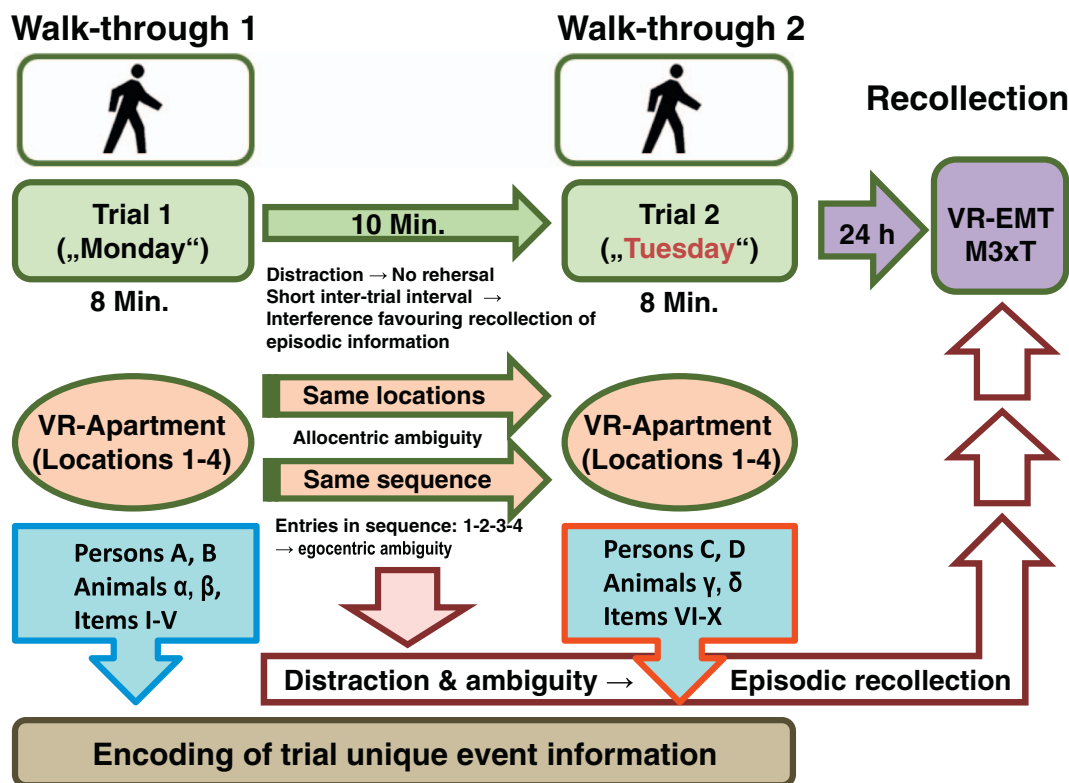 Walk-through 1
Walk-through 2
Recollection
Trial 1
(„Monday“)
10 Min.
Trial 2
(„Tuesday“)
24 h
VR-EMT
M3xT
8 Min.
Distraction → No rehersal
Short inter-trial interval →
Interference favouring recollection of
episodic information
8 Min.
VR-Apartment
(Locations 1-4)
Same locations
Allocentric ambiguity
Same sequence
VR-Apartment
(Locations 1-4)
Entries in sequence: 1-2-3-4
→ egocentric ambiguity
Persons A, B
Animals α, β,
Items I-V
Persons C, D
Animals γ, δ
Items VI-X
Distraction & ambiguity →
Episodic recollection
Encoding of trial unique event information